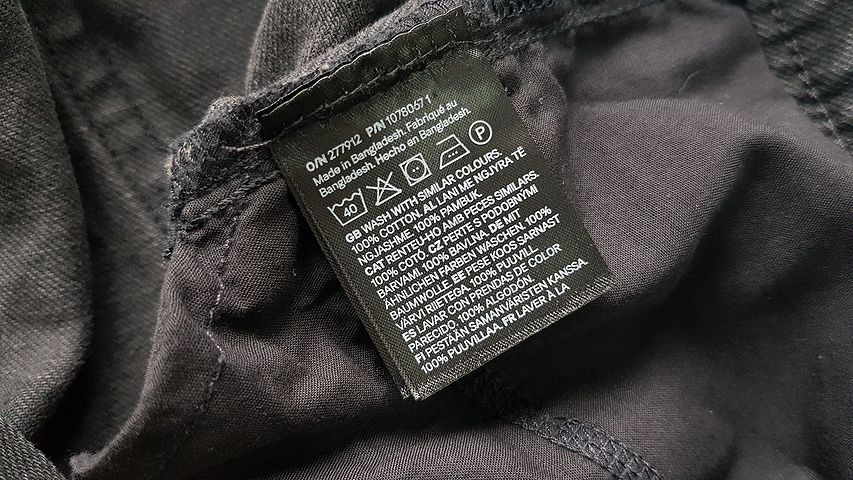 O/N 277912 P/N 10780671
Made in Bangladesh. Fabriqué au
Bangladesh. Hecho en Bangladesh.
40 P
GB WASH WITH SIMILAR COLOURS.
100% COTTON. AL LANI ME NGJYRA TË
NGJASHME. 100% PAMBUK.
CAT RENTEU-HO AMB PECES SIMILARS.
100% COTÓ. CZ PERTE S PODOBNÝMI
BARVAMI. 100% BAVLNA. DE MIT
ÄHNLICHEN FARBEN WASCHEN. 100%
BAUMWOLLE. EE PESE KOOS SARNAST
VÄRVI RIIETEGA. 100% PUUVILL.
ES LAVAR CON PRENDAS DE COLOR
PARECIDO. 100% ALGODÓN.
FI PESTÄÄN SAMANVÄRISTEN KANSSA.
100% PUUVILLAA. FR LAVER À LA